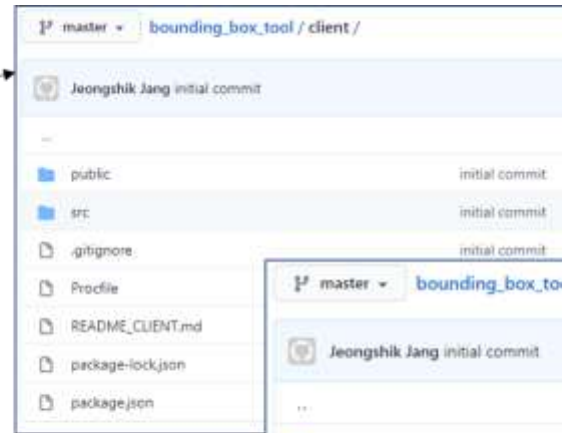 master bounding_box_tool / client /
Jeongshik Jang initial commit
..
public initial commit
src initial commit
.gitignore initial commit
Procfile
README_CLIENT.md
package-lock.json
package.json
master bounding_box_too
Jeongshik Jang initial commit
..